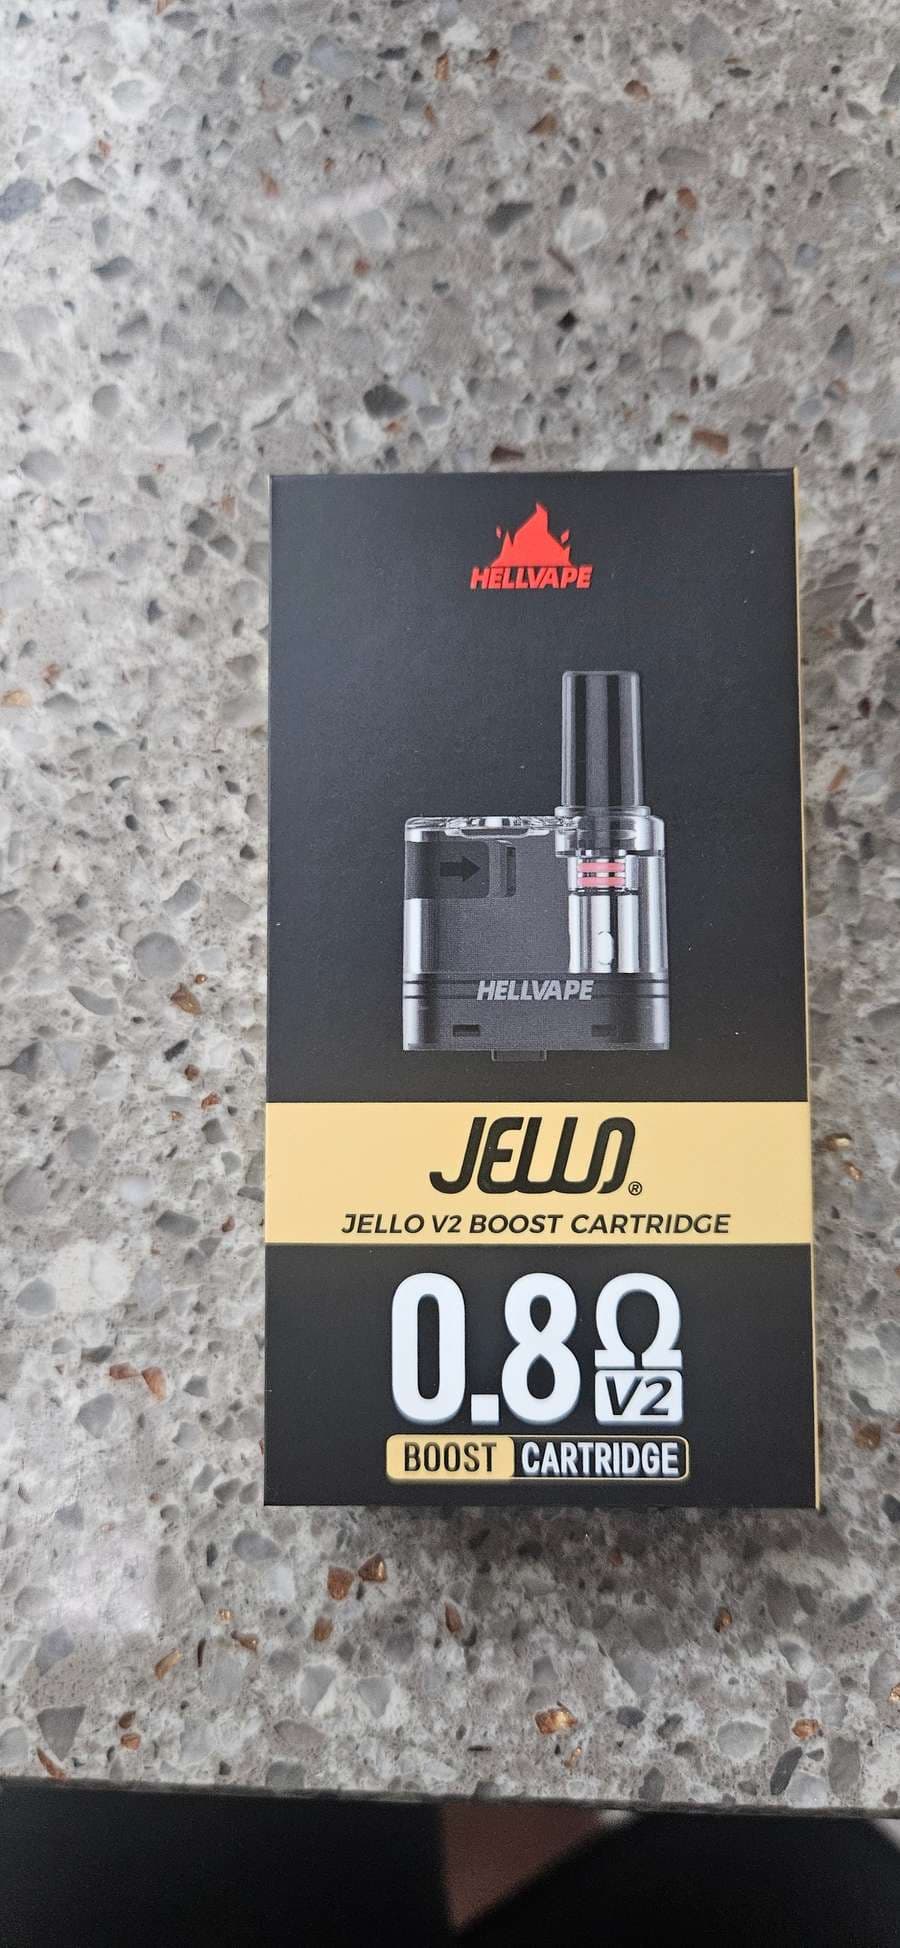 HELLVAPE
HELLVAPE
JELLO®
JELLO V2 BOOST CARTRIDGE
0.8Ω
V2
BOOST CARTRIDGE